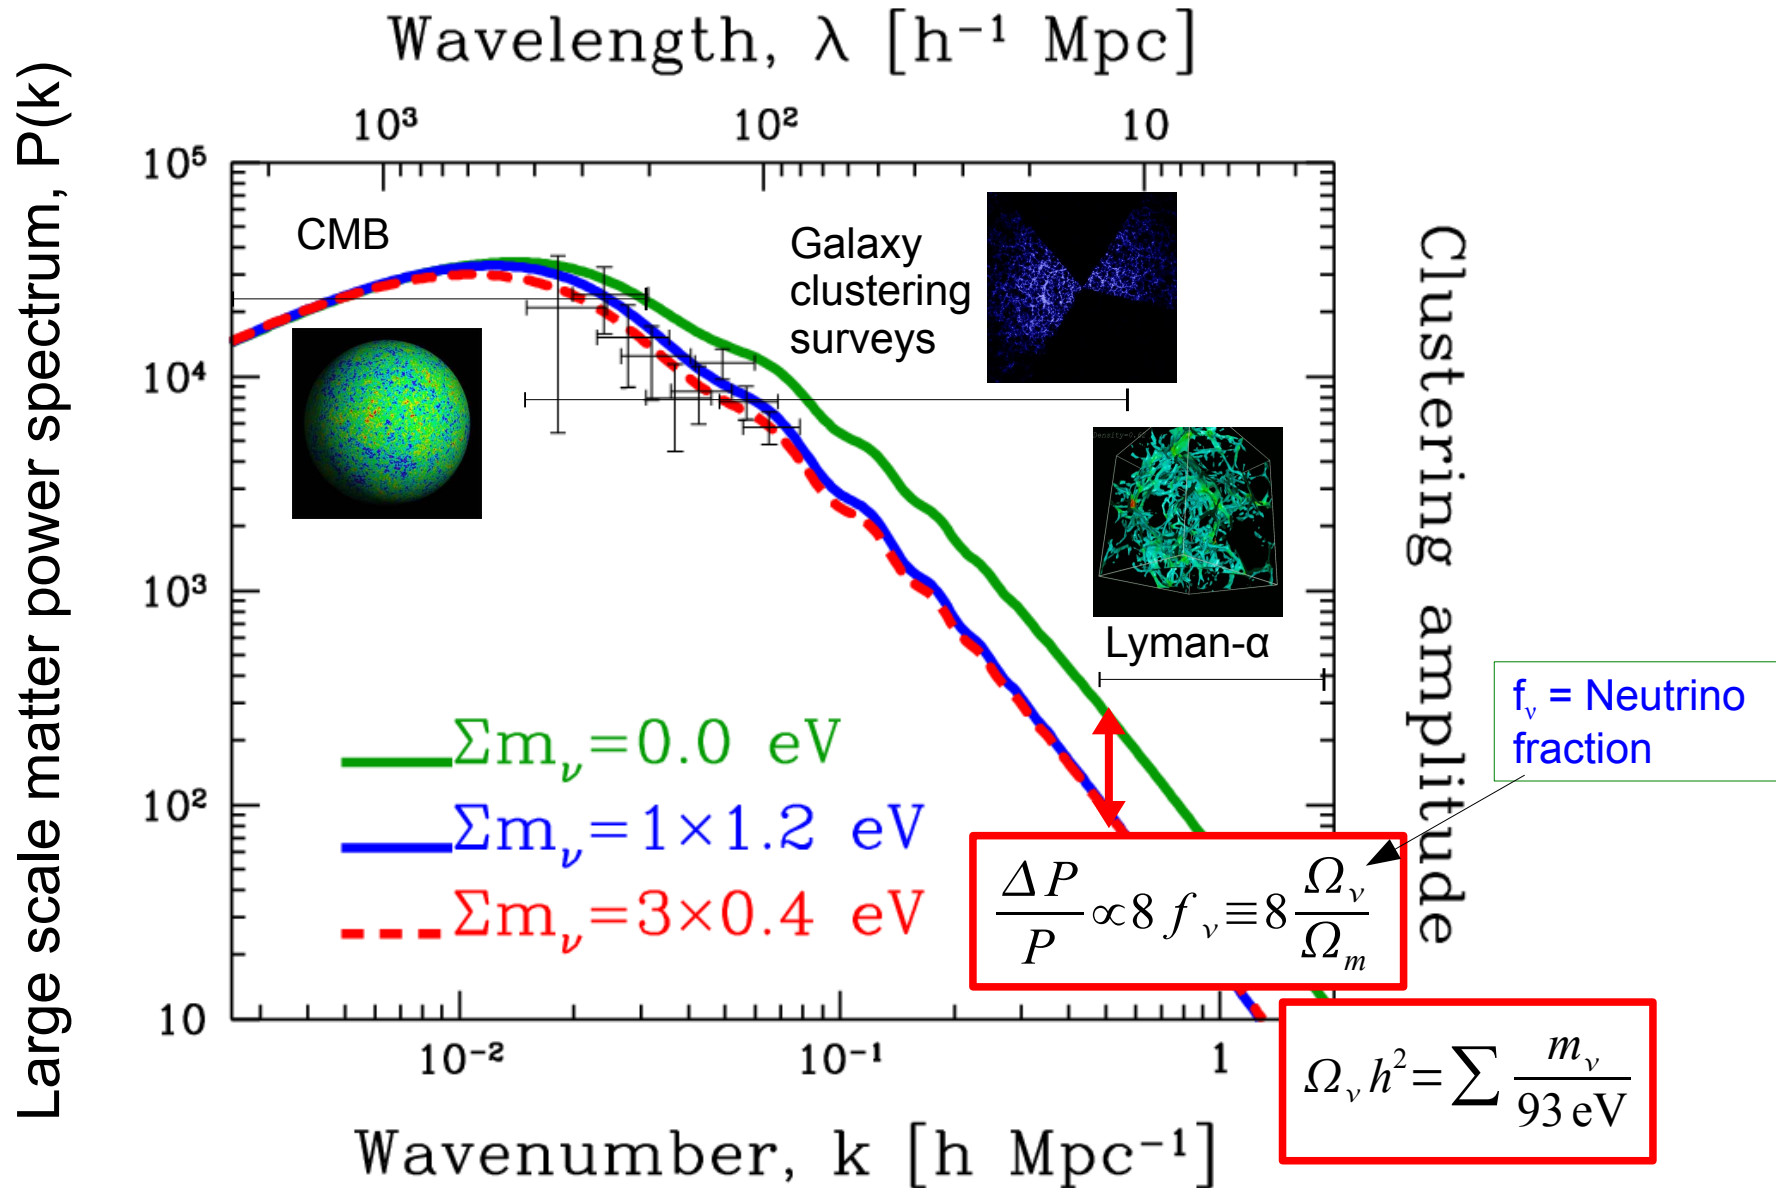 Wavelength, λ [h⁻¹ Mpc]
10³ 10² 10
Large scale matter power spectrum, P(k)
10⁵
10⁴
10³
10²
10
CMB
Galaxy
clustering
surveys
Lyman-α
Clustering amplitude
Σm_ν=0.0 eV
Σm_ν=1×1.2 eV
Σm_ν=3×0.4 eV
f_ν = Neutrino
fraction
ΔP/P ∝ 8 f_ν ≡ 8 Ω_ν/Ω_m
Ω_ν h² = ∑ m_ν/93 eV
10⁻² 10⁻¹ 1
Wavenumber, k [h Mpc⁻¹]